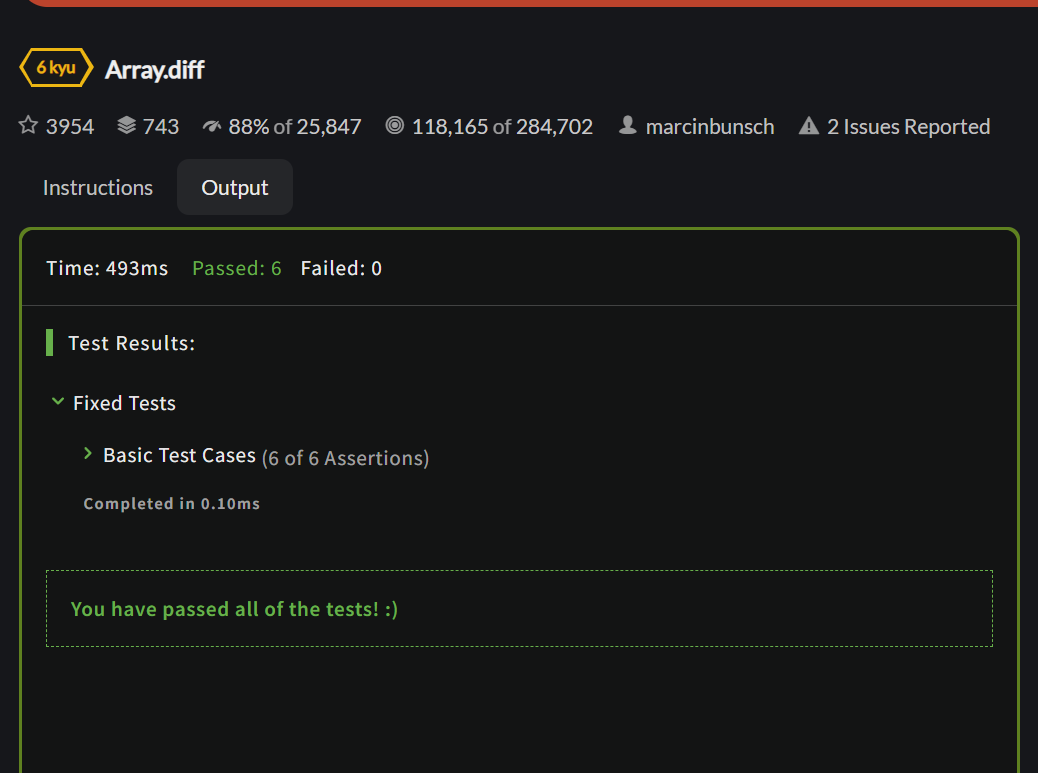 6 kyu Array.diff
3954 743 88% of 25,847 118,165 of 284,702 marcinbunsch 2 Issues Reported
Instructions Output
Time: 493ms Passed: 6 Failed: 0
Test Results:
Fixed Tests
Basic Test Cases (6 of 6 Assertions)
Completed in 0.10ms
You have passed all of the tests! :)